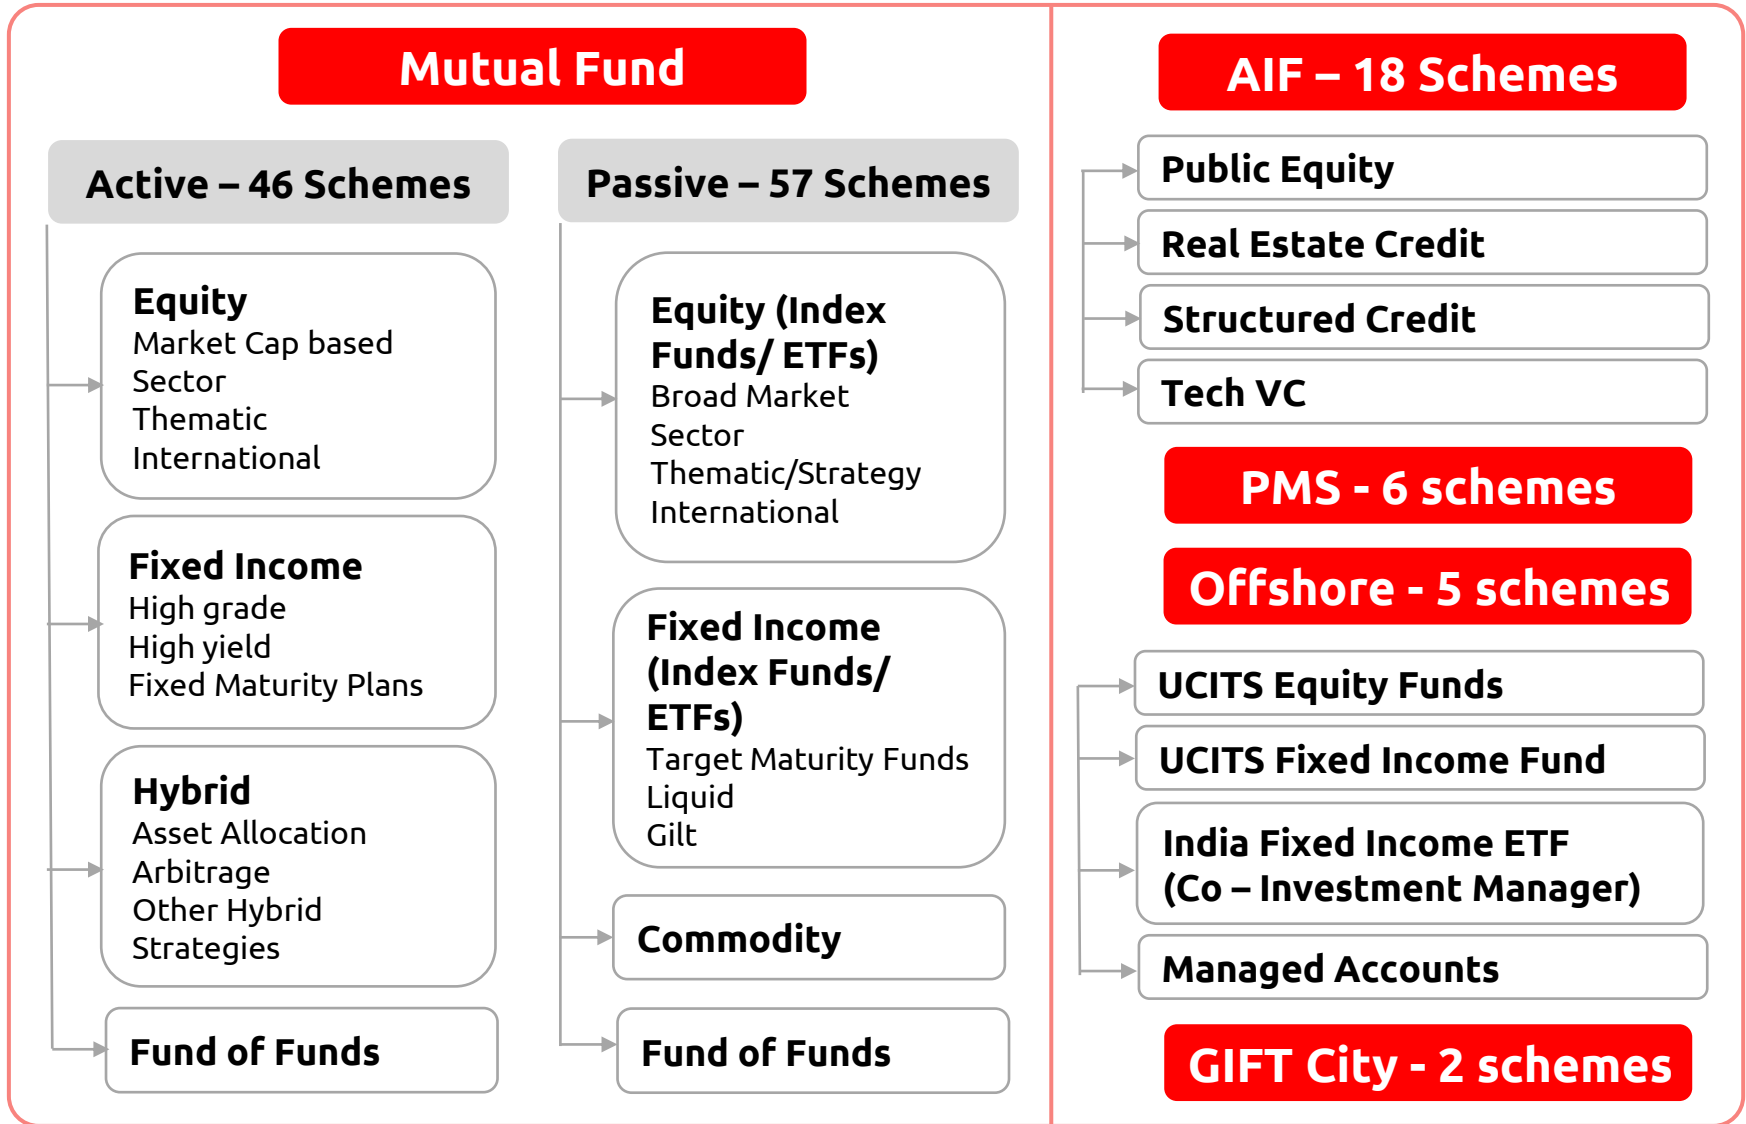 Mutual Fund
Active – 46 Schemes
Equity
Market Cap based
Sector
Thematic
International
Fixed Income
High grade
High yield
Fixed Maturity Plans
Hybrid
Asset Allocation
Arbitrage
Other Hybrid
Strategies
Fund of Funds
Passive – 57 Schemes
Equity (Index
Funds/ ETFs)
Broad Market
Sector
Thematic/Strategy
International
Fixed Income
(Index Funds/
ETFs)
Target Maturity Funds
Liquid
Gilt
Commodity
Fund of Funds
AIF – 18 Schemes
Public Equity
Real Estate Credit
Structured Credit
Tech VC
PMS - 6 schemes
Offshore - 5 schemes
UCITS Equity Funds
UCITS Fixed Income Fund
India Fixed Income ETF
(Co – Investment Manager)
Managed Accounts
GIFT City - 2 schemes